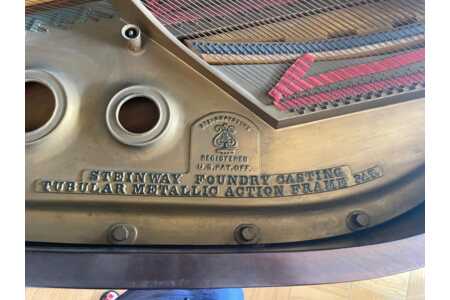 REGISTERED
U.S. PAT. OFF.
STEINWAY FOUNDRY CASTING
TUBULAR METALLIC ACTION FRAME PAT.